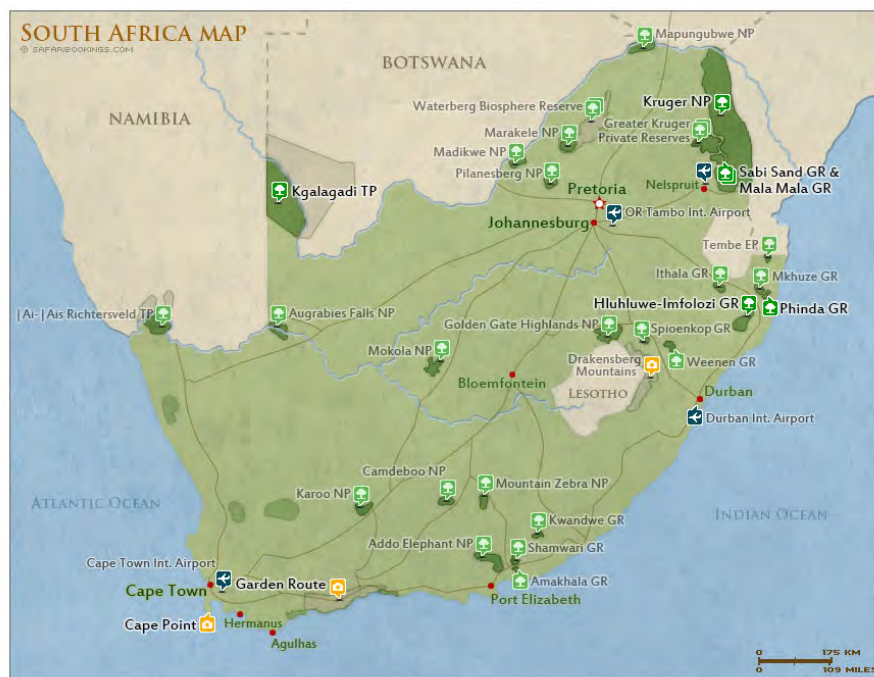 SOUTH AFRICA MAP
© SAFARIBOOKINGS.COM
Mapungubwe NP
BOTSWANA
NAMIBIA
Waterberg Biosphere Reserve
Kruger NP
Greater Kruger
Private Reserves
Marakele NP
Madikwe NP
Pilanesberg NP
Sabi Sand GR &
Mala Mala GR
Nelspruit
Kgalagadi TP
Pretoria
OR Tambo Int. Airport
Johannesburg
Tembe EP
Ithala GR
Mkhuze GR
Hluhluwe-Imfolozi GR
Phinda GR
|Ai-|Ais Richtersveld TP
Augrabies Falls NP
Golden Gate Highlands NP
Spioenkop GR
Mokola NP
Drakensberg
Mountains
Weenen GR
Bloemfontein
LESOTHO
Durban
Durban Int. Airport
Camdeboo NP
Mountain Zebra NP
Karoo NP
ATLANTIC OCEAN
INDIAN OCEAN
Kwandwe GR
Addo Elephant NP
Shamwari GR
Cape Town Int. Airport
Amakhala GR
Garden Route
Cape Town
Port Elizabeth
Cape Point
Hermanus
Agulhas
0 175 KM
0 109 MILES